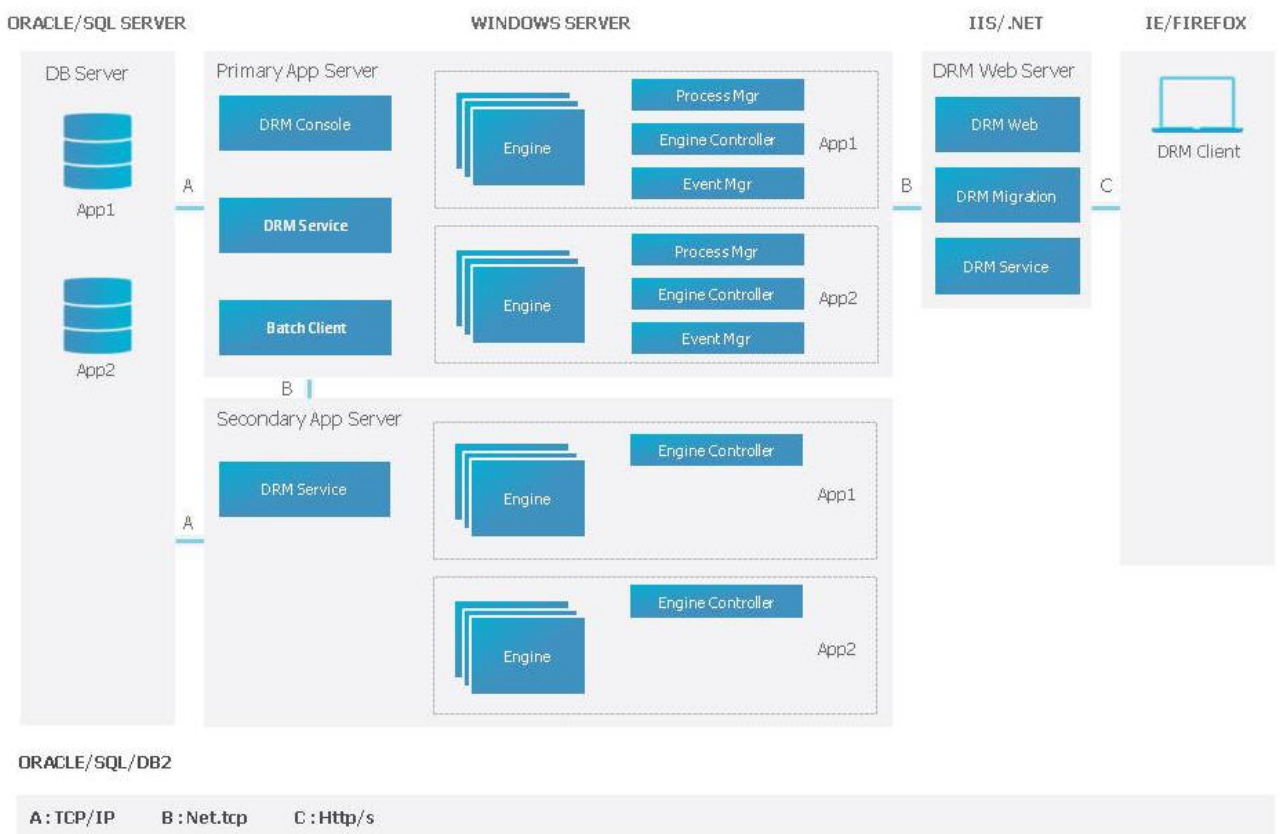 ORACLE/SQL SERVER
WINDOWS SERVER
IIS/.NET
IE/FIREFOX
DB Server
App1
App2
A
A
Primary App Server
DRM Console
DRM Service
Batch Client
Engine
Process Mgr
Engine Controller
Event Mgr
App1
Engine
Process Mgr
Engine Controller
Event Mgr
App2
B
Secondary App Server
DRM Service
Engine
Engine Controller
App1
Engine
Engine Controller
App2
B
DRM Web Server
DRM Web
DRM Migration
DRM Service
C
DRM Client
ORACLE/SQL/DB2
A : TCP/IP B : Net.tcp C : Http/s